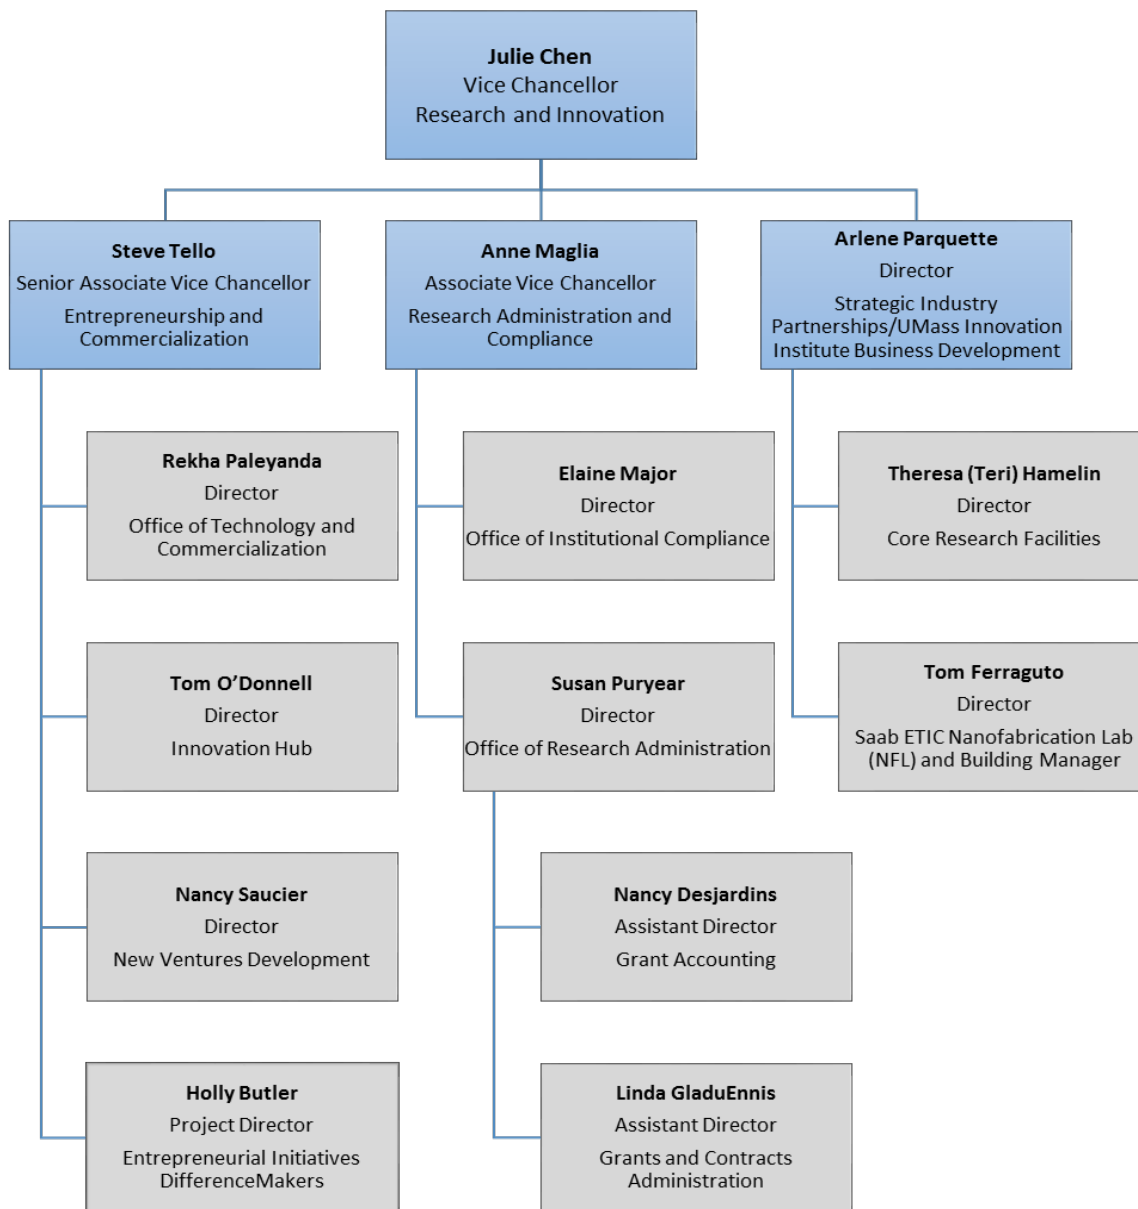 Julie Chen
Vice Chancellor
Research and Innovation
Steve Tello
Senior Associate Vice Chancellor
Entrepreneurship and
Commercialization
Anne Maglia
Associate Vice Chancellor
Research Administration and
Compliance
Arlene Parquette
Director
Strategic Industry
Partnerships/UMass Innovation
Institute Business Development
Rekha Paleyanda
Director
Office of Technology and
Commercialization
Elaine Major
Director
Office of Institutional Compliance
Theresa (Teri) Hamelin
Director
Core Research Facilities
Tom O’Donnell
Director
Innovation Hub
Susan Puryear
Director
Office of Research Administration
Tom Ferraguto
Director
Saab ETIC Nanofabrication Lab
(NFL) and Building Manager
Nancy Saucier
Director
New Ventures Development
Nancy Desjardins
Assistant Director
Grant Accounting
Holly Butler
Project Director
Entrepreneurial Initiatives
DifferenceMakers
Linda GladuEnnis
Assistant Director
Grants and Contracts
Administration